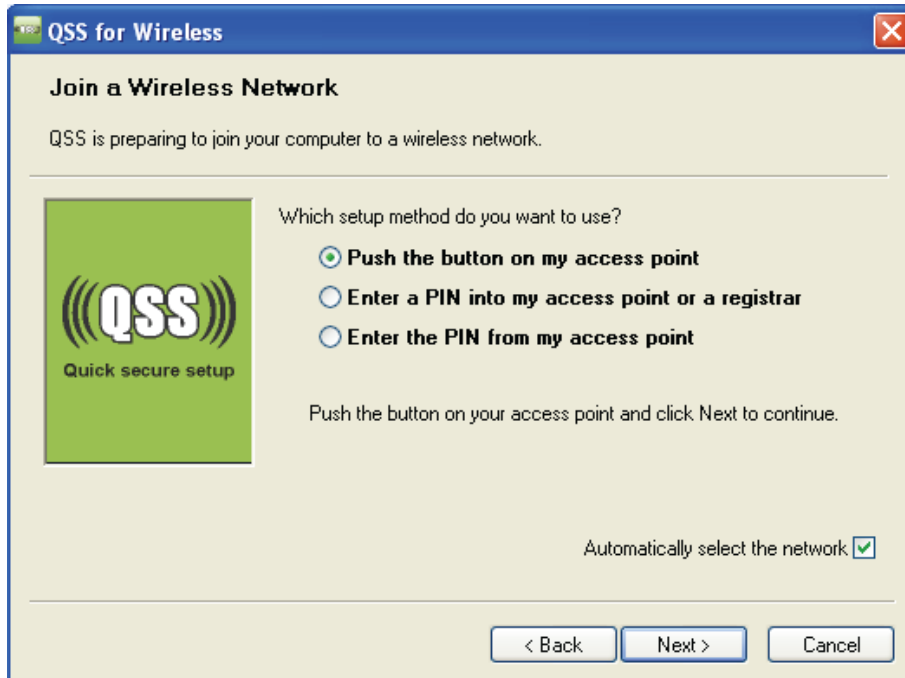 QSS for Wireless
Join a Wireless Network
QSS is preparing to join your computer to a wireless network.
Which setup method do you want to use?
Push the button on my access point
Enter a PIN into my access point or a registrar
Enter the PIN from my access point
(((QSS)))
Quick secure setup
Push the button on your access point and click Next to continue.
Automatically select the network
< Back
Next >
Cancel